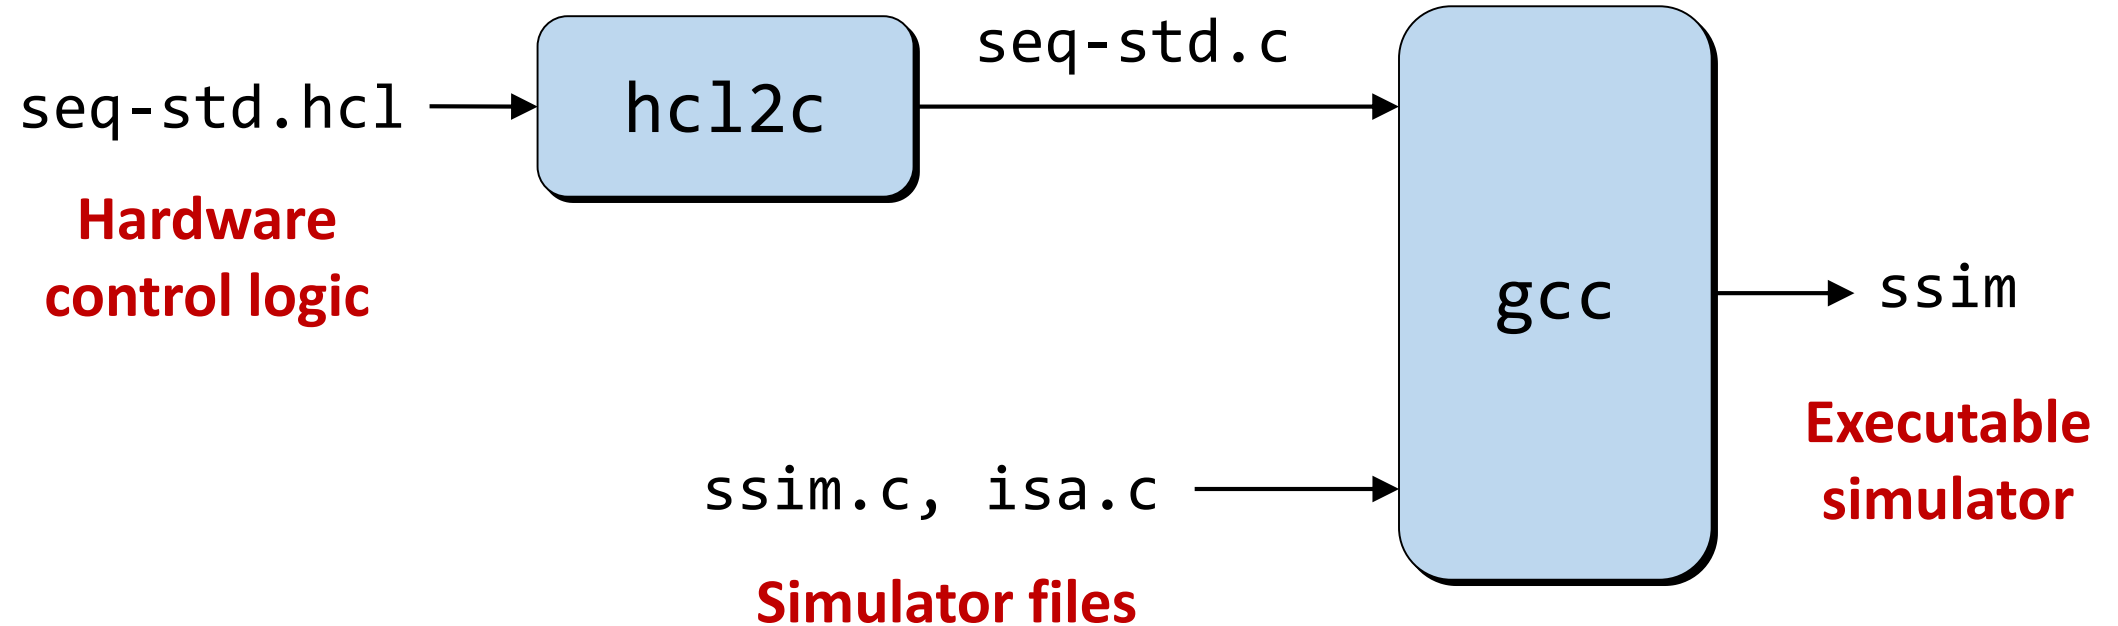 seq-std.hcl
Hardware
control logic
hcl2c
seq-std.c
ssim.c, isa.c
Simulator files
gcc
ssim
Executable
simulator